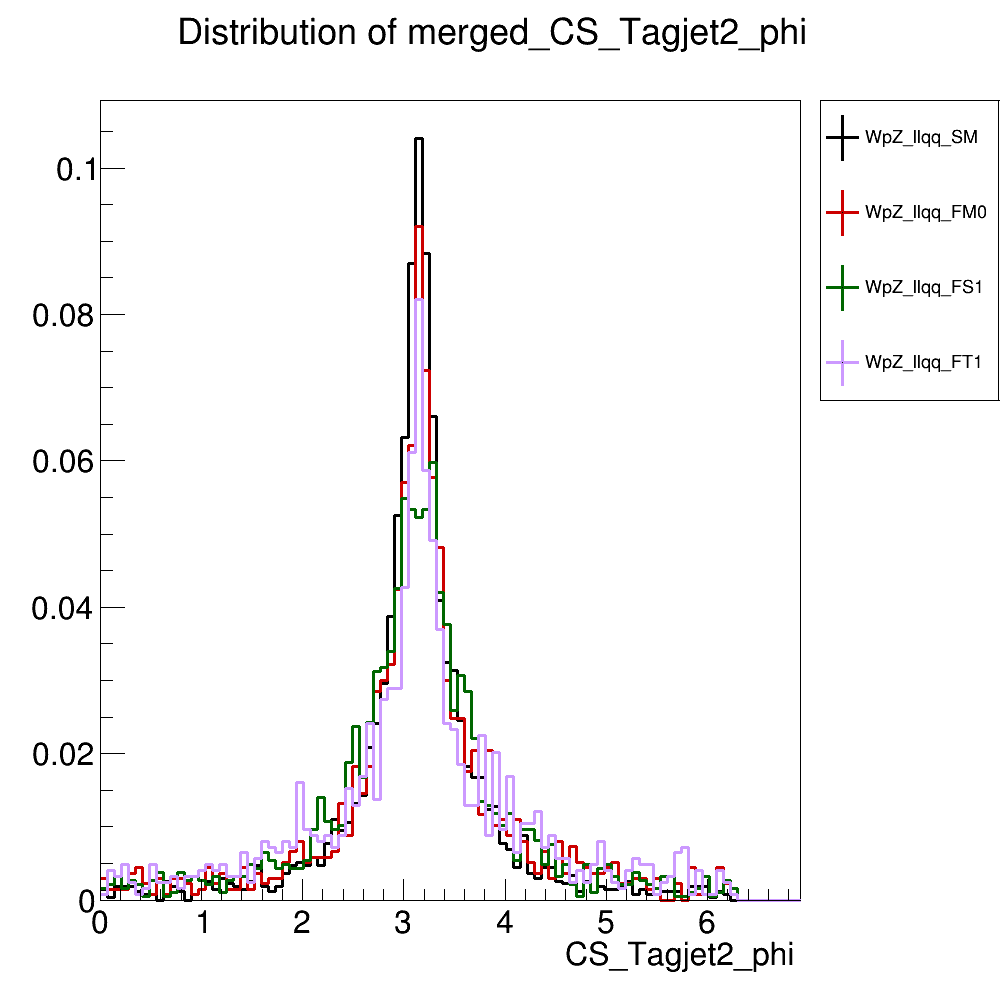 Distribution of merged_CS_Tagjet2_phi
0.1
0.08
0.06
0.04
0.02
0
0 1 2 3 4 5 6
CS_Tagjet2_phi
WpZ_llqq_SM
WpZ_llqq_FM0
WpZ_llqq_FS1
WpZ_llqq_FT1